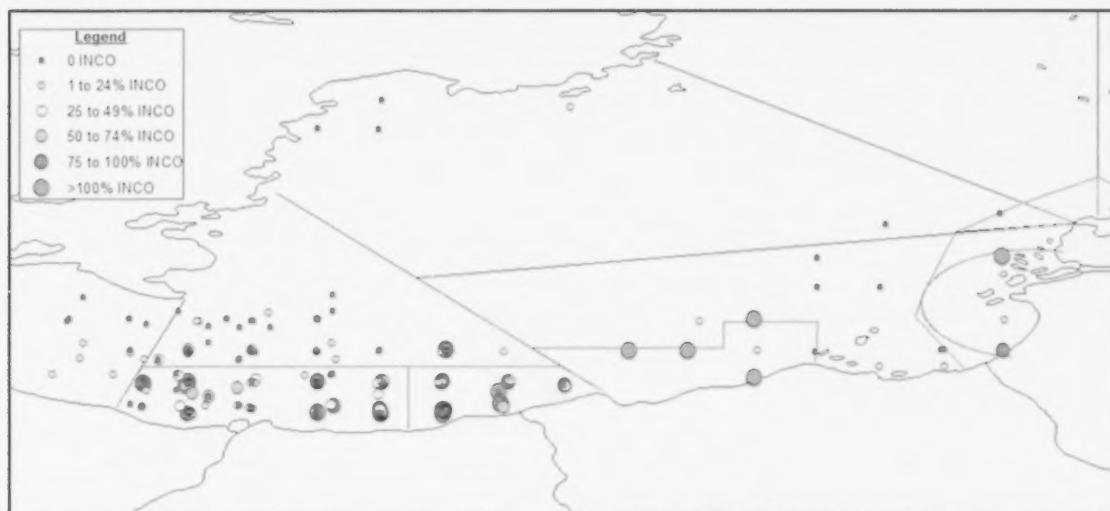 Legend
0 INCO
1 to 24% INCO
25 to 49% INCO
50 to 74% INCO
75 to 100% INCO
>100% INCO